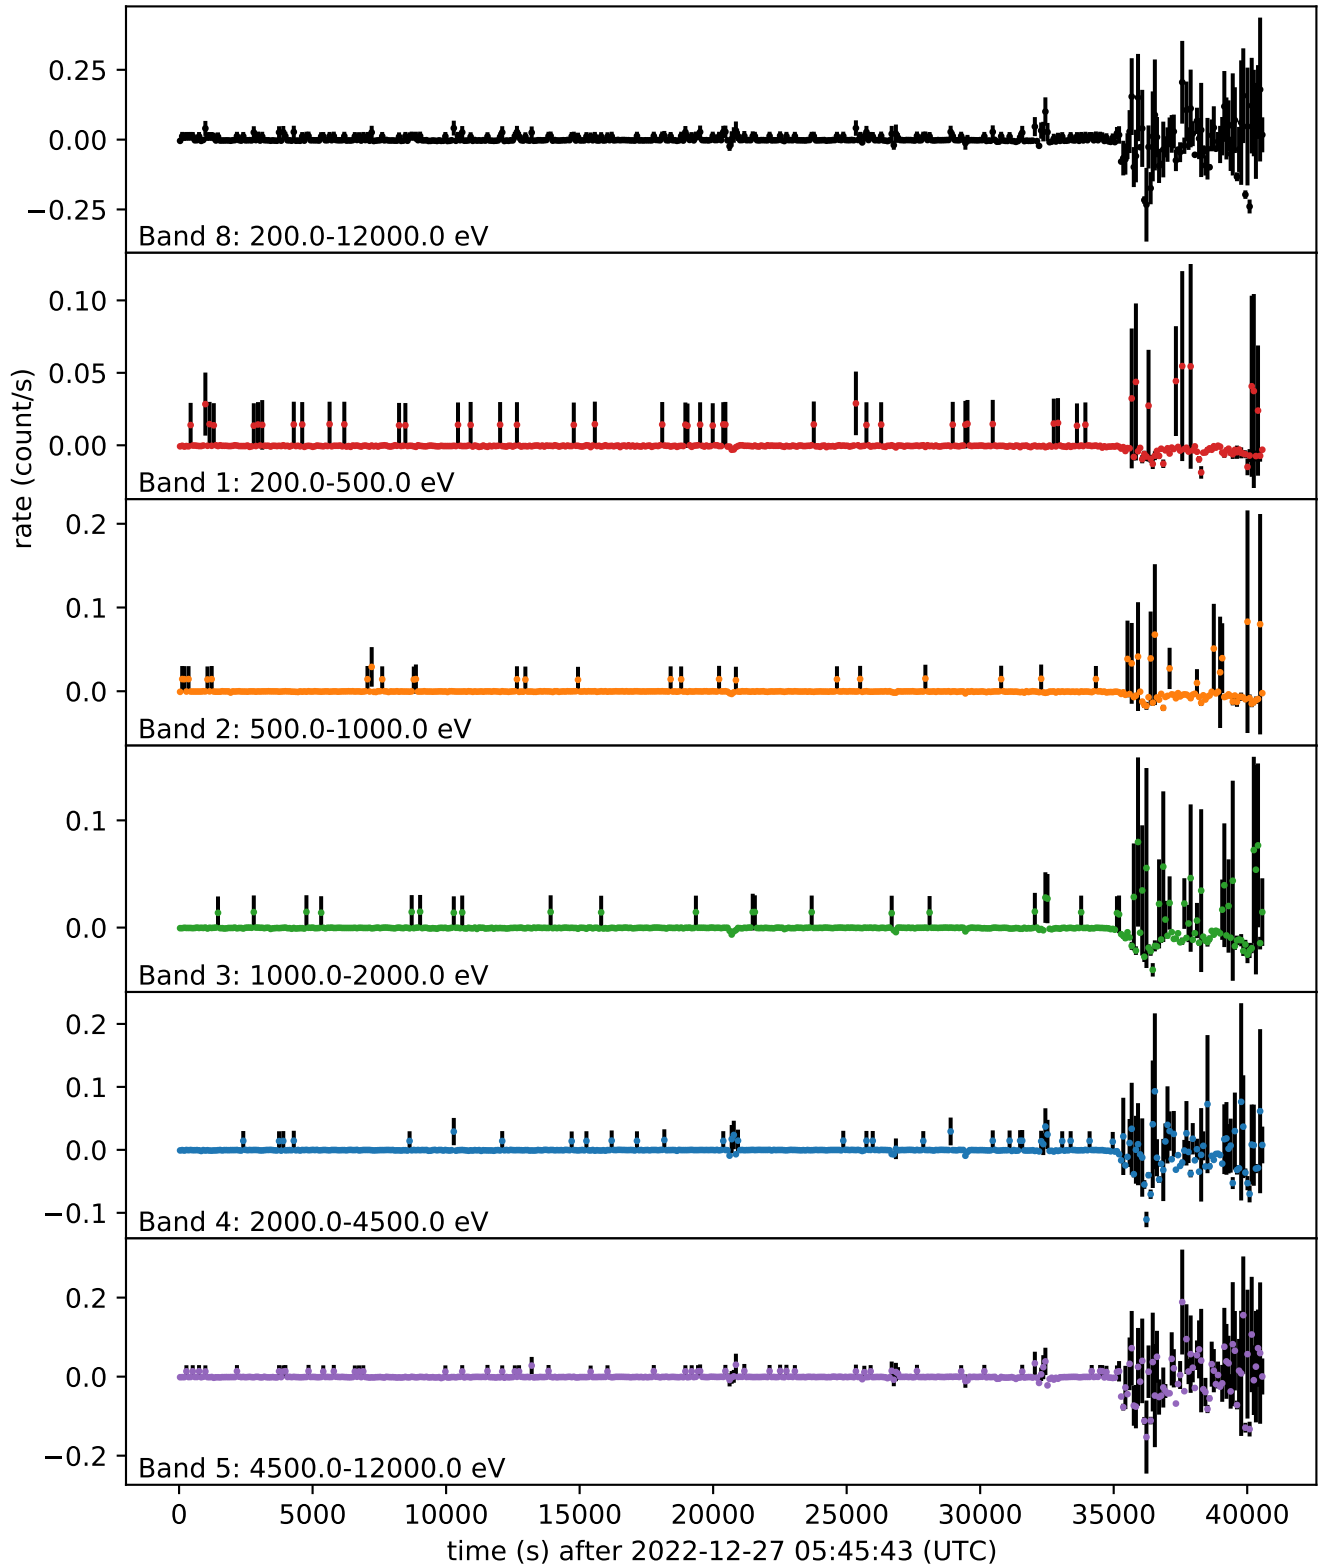 0.25
0.00
−0.25
Band 8: 200.0-12000.0 eV
0.10
0.05
0.00
Band 1: 200.0-500.0 eV
rate (count/s)
0.2
0.1
0.0
Band 2: 500.0-1000.0 eV
0.1
0.0
Band 3: 1000.0-2000.0 eV
0.2
0.1
0.0
−0.1
Band 4: 2000.0-4500.0 eV
0.2
0.0
−0.2
Band 5: 4500.0-12000.0 eV
0 5000 10000 15000 20000 25000 30000 35000 40000
time (s) after 2022-12-27 05:45:43 (UTC)